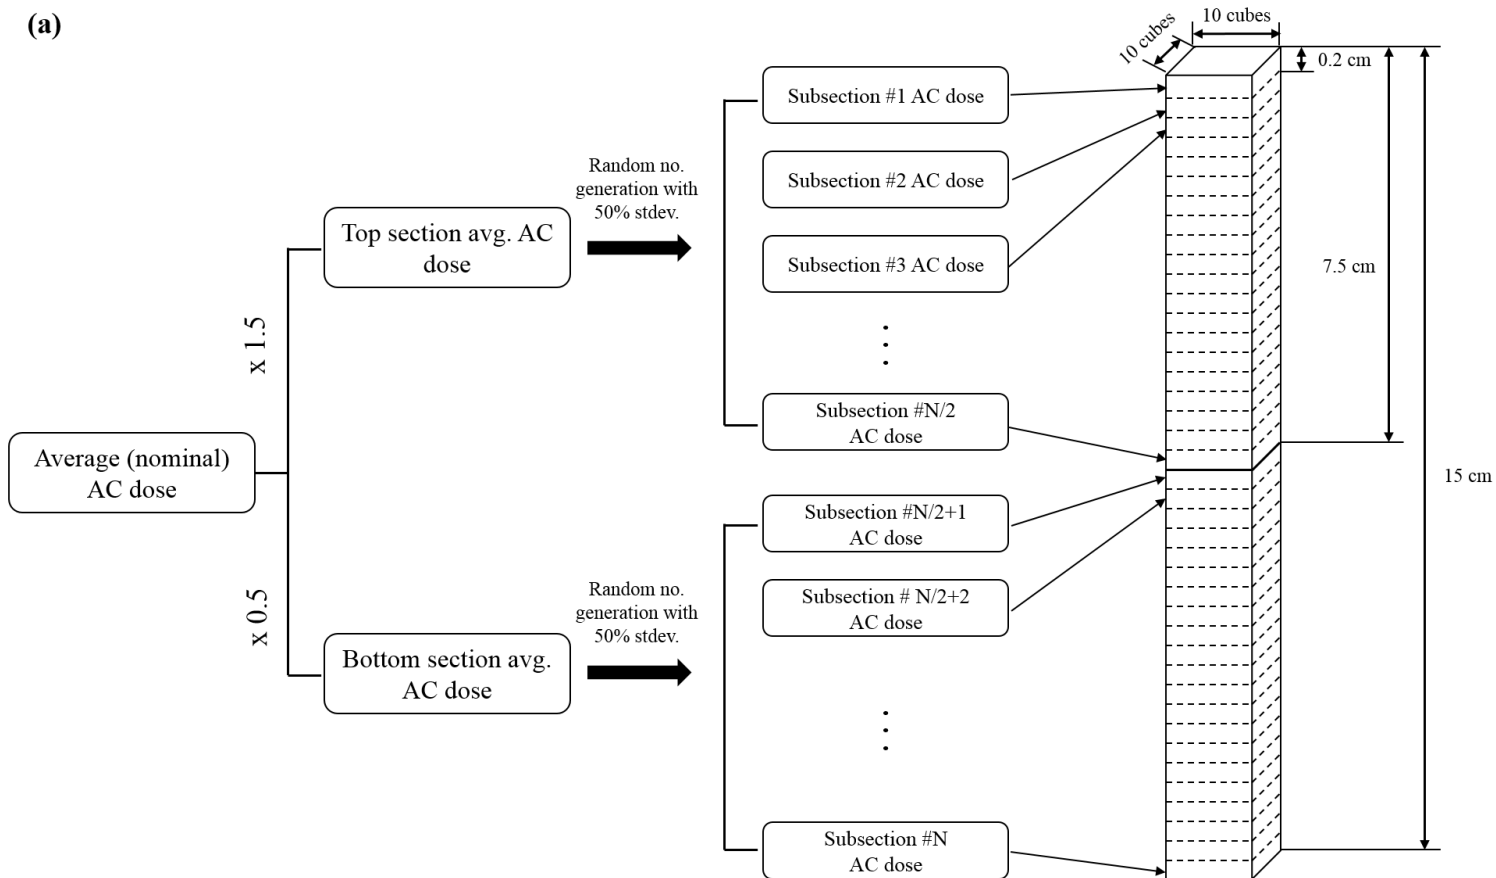 (a)
Average (nominal)
AC dose
x 1.5
x 0.5
Top section avg. AC
dose
Bottom section avg.
AC dose
Random no.
generation with
50% stdev.
Random no.
generation with
50% stdev.
Subsection #1 AC dose
Subsection #2 AC dose
Subsection #3 AC dose
Subsection #N/2
AC dose
Subsection #N/2+1
AC dose
Subsection # N/2+2
AC dose
Subsection #N
AC dose
10 cubes
10 cubes
0.2 cm
7.5 cm
15 cm